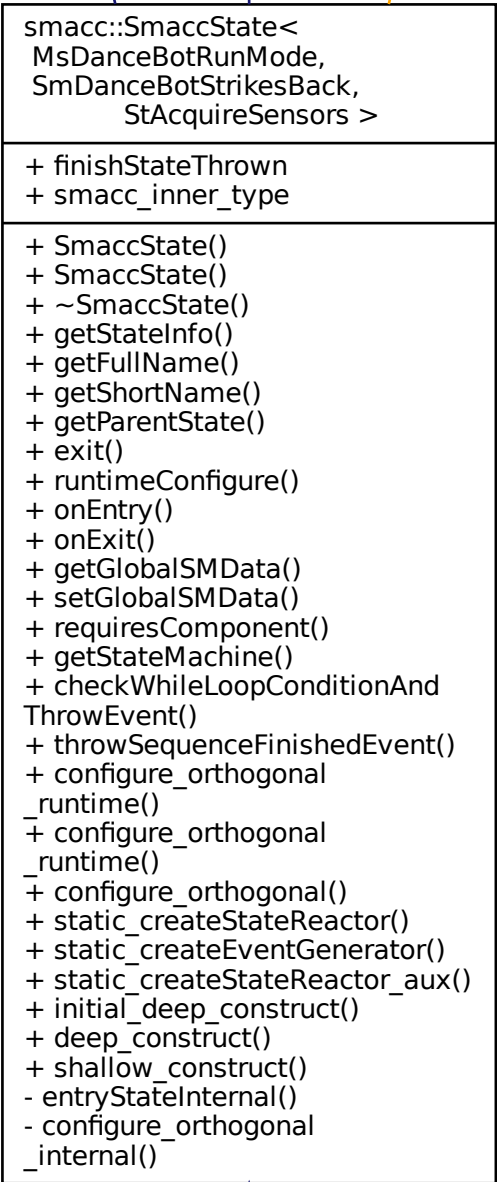 smacc::SmaccState<
MsDanceBotRunMode,
SmDanceBotStrikesBack,
StAcquireSensors >
+ finishStateThrown
+ smacc_inner_type
+ SmaccState()
+ SmaccState()
+ ~SmaccState()
+ getStateInfo()
+ getFullName()
+ getShortName()
+ getParentState()
+ exit()
+ runtimeConfigure()
+ onEntry()
+ onExit()
+ getGlobalSMData()
+ setGlobalSMData()
+ requiresComponent()
+ getStateMachine()
+ checkWhileLoopConditionAnd
ThrowEvent()
+ throwSequenceFinishedEvent()
+ configure_orthogonal
_runtime()
+ configure_orthogonal
_runtime()
+ configure_orthogonal()
+ static_createStateReactor()
+ static_createEventGenerator()
+ static_createStateReactor_aux()
+ initial_deep_construct()
+ deep_construct()
+ shallow_construct()
- entryStateInternal()
- configure_orthogonal
_internal()